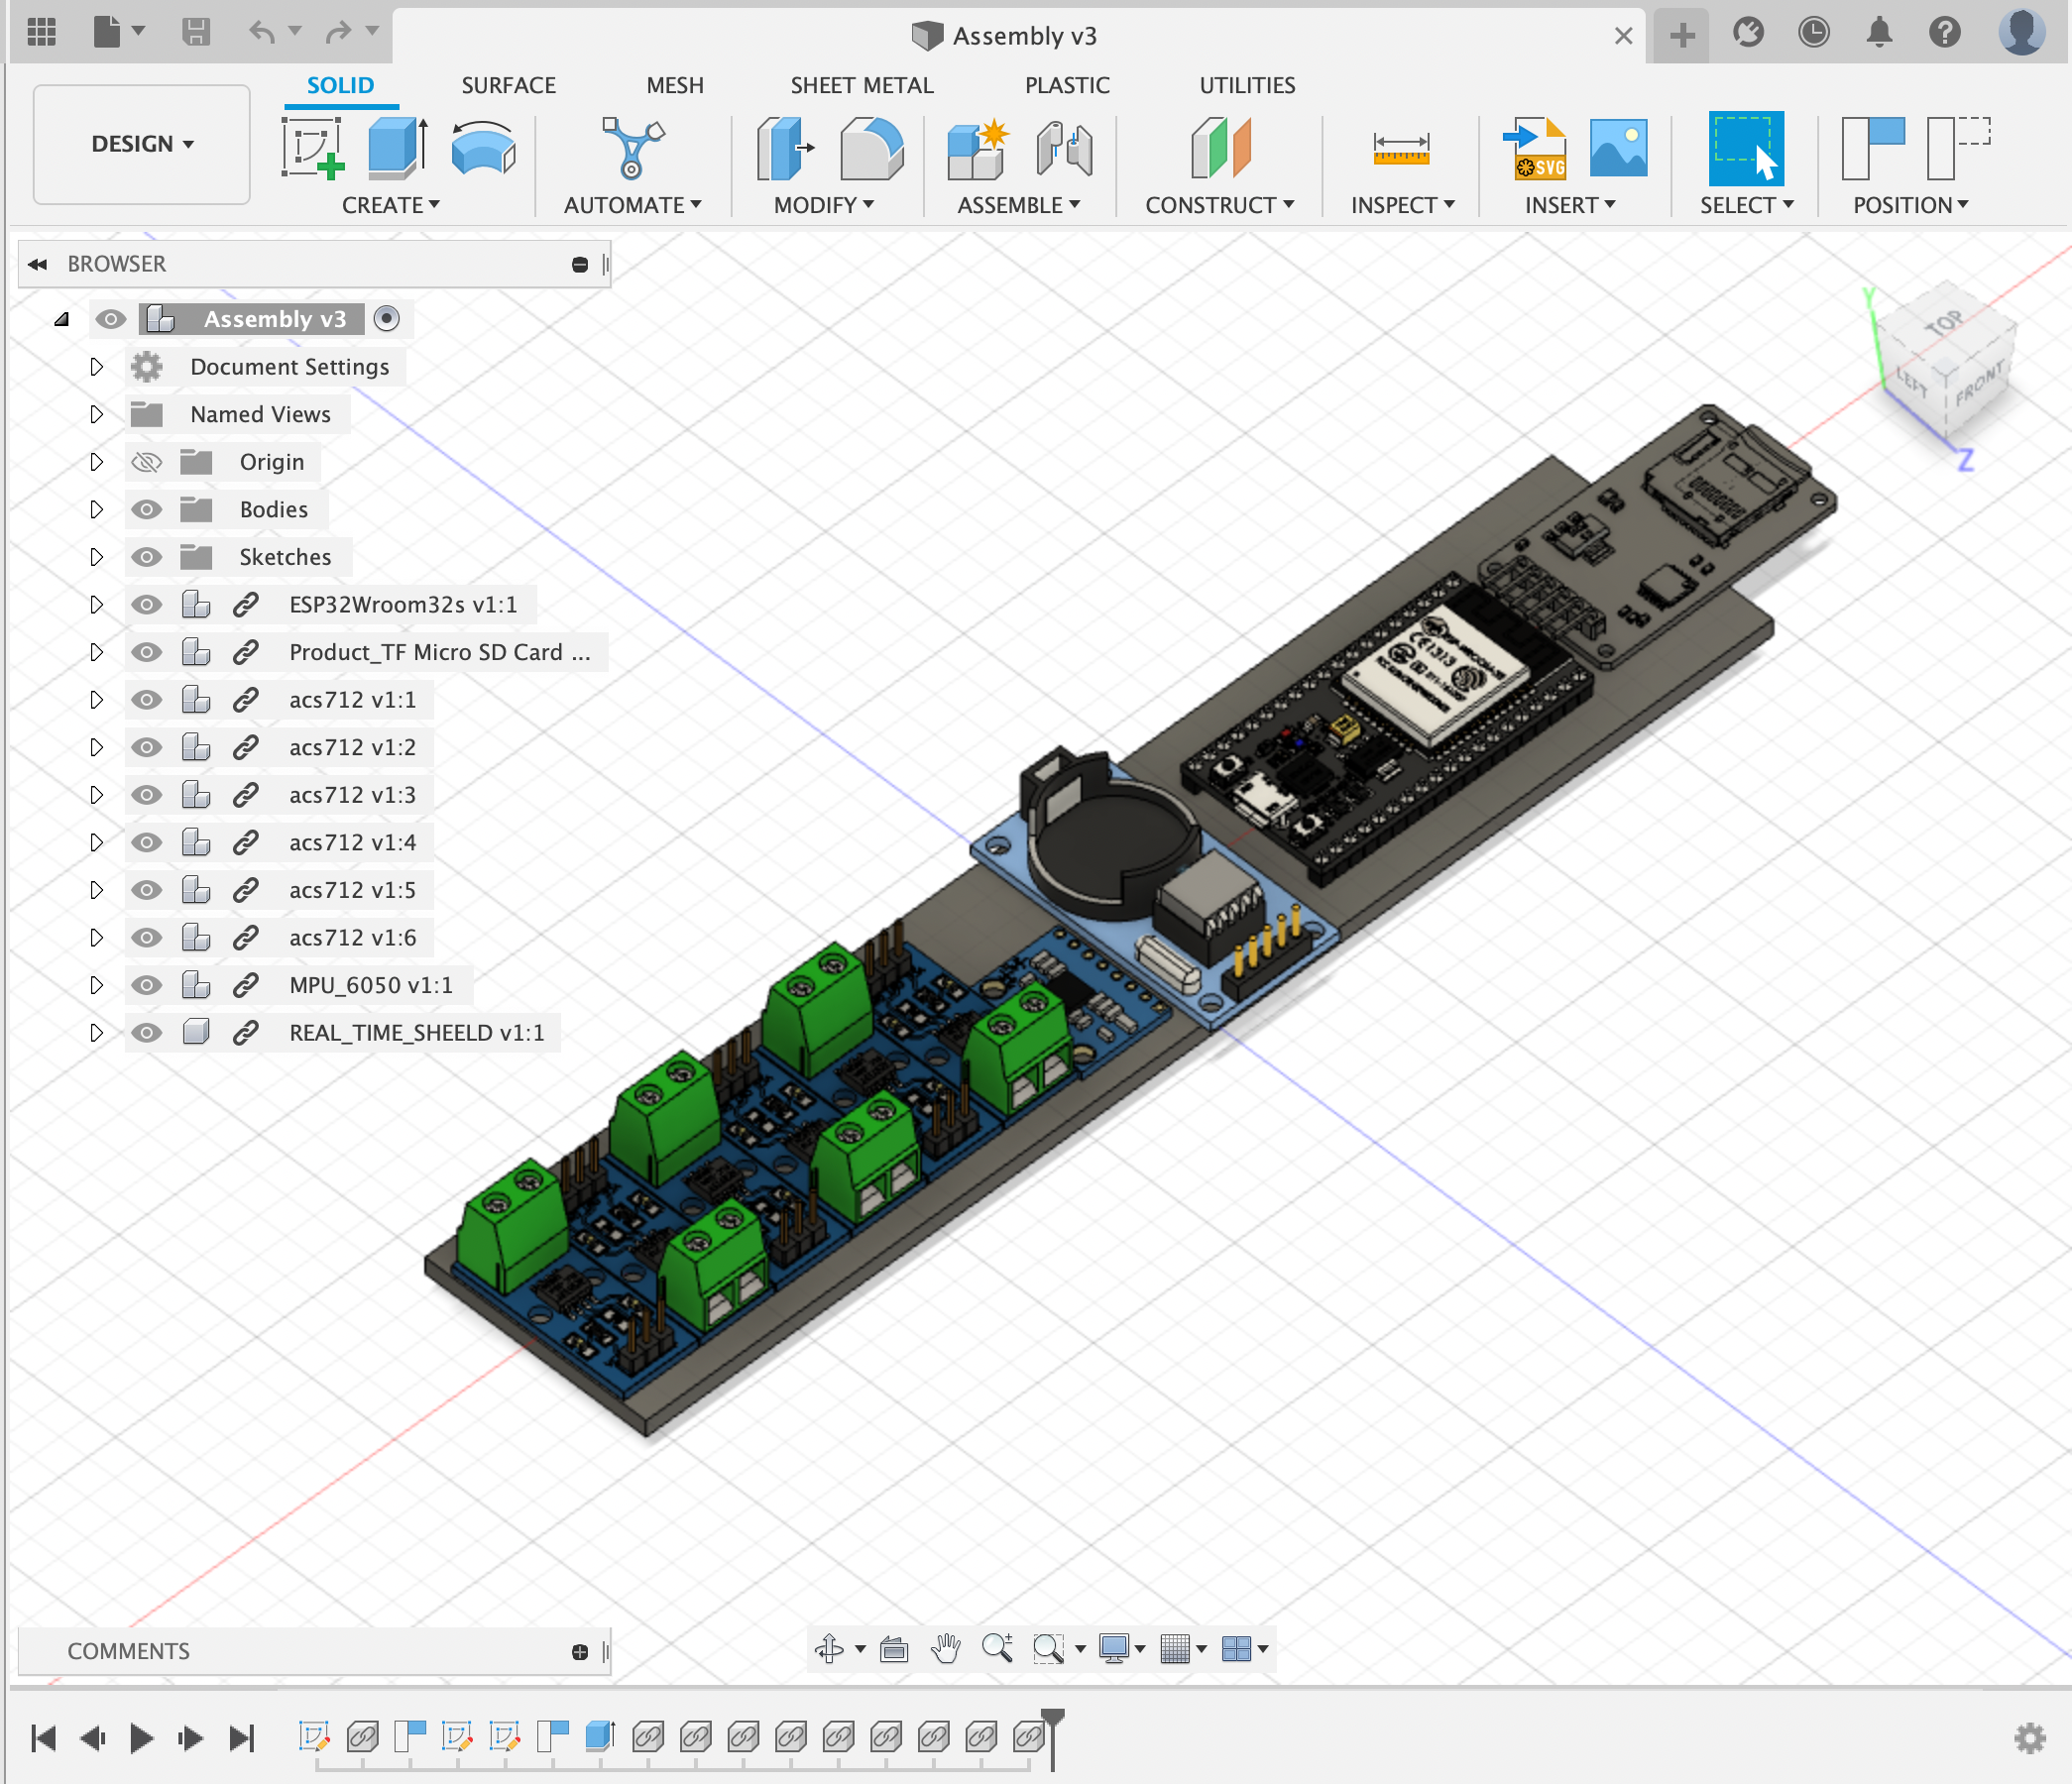 Assembly v3
SOLID SURFACE MESH SHEET METAL PLASTIC UTILITIES
DESIGN
SVG
CREATE AUTOMATE MODIFY ASSEMBLE CONSTRUCT INSPECT INSERT SELECT POSITION
BROWSER
Assembly v3
Document Settings
Named Views
Origin
Bodies
Sketches
ESP32Wroom32s v1:1
Product_TF Micro SD Card ...
acs712 v1:1
acs712 v1:2
acs712 v1:3
acs712 v1:4
acs712 v1:5
acs712 v1:6
MPU_6050 v1:1
REAL_TIME_SHEELD v1:1
Y
TOP
LEFT
FRONT
Z
COMMENTS